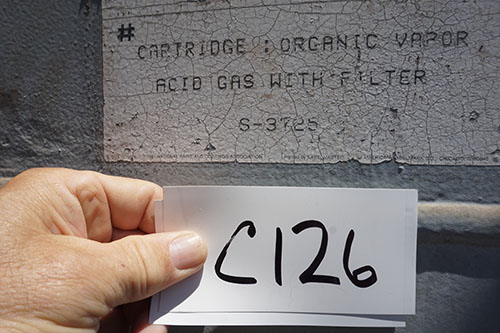 #
CARTRIDGE : ORGANIC VAPOR
ACID GAS WITH FILTER
S-3725
C126